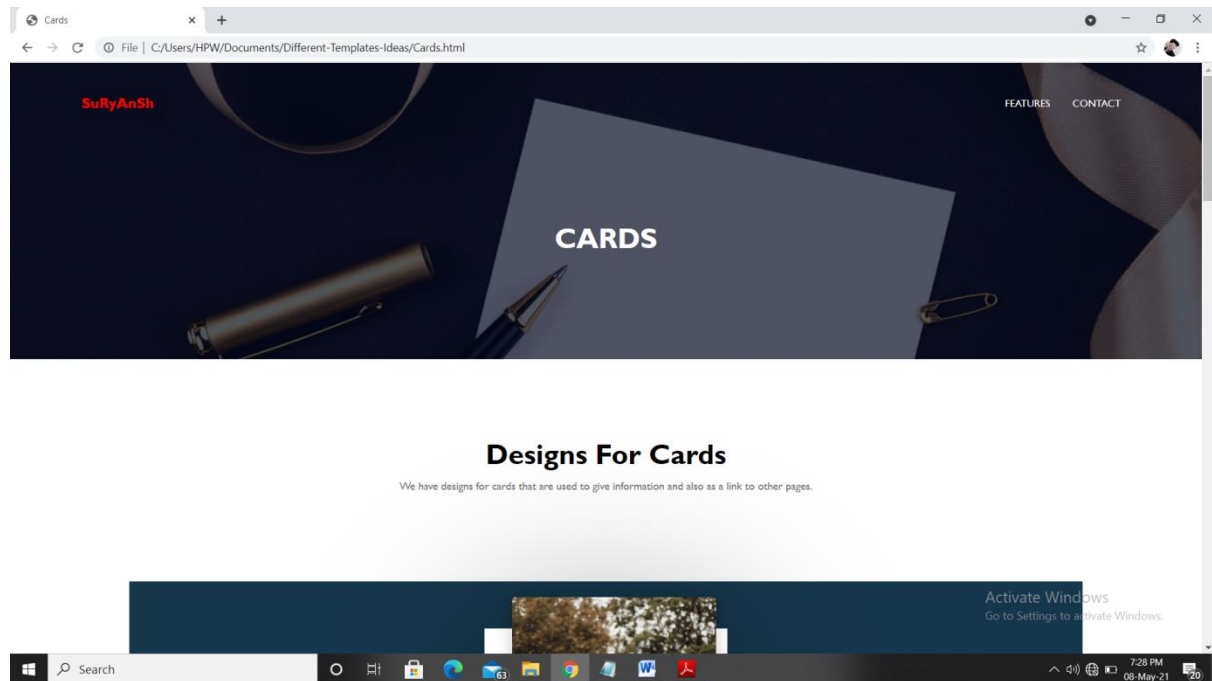 Cards
File | C:/Users/HPW/Documents/Different-Templates-Ideas/Cards.html
SuRyAnSh
FEATURES CONTACT
CARDS
Designs For Cards
We have designs for cards that are used to give information and also as a link to other pages.
Activate Windows
Go to Settings to activate Windows.
Search
63
W
7:28 PM
08-May-21
20